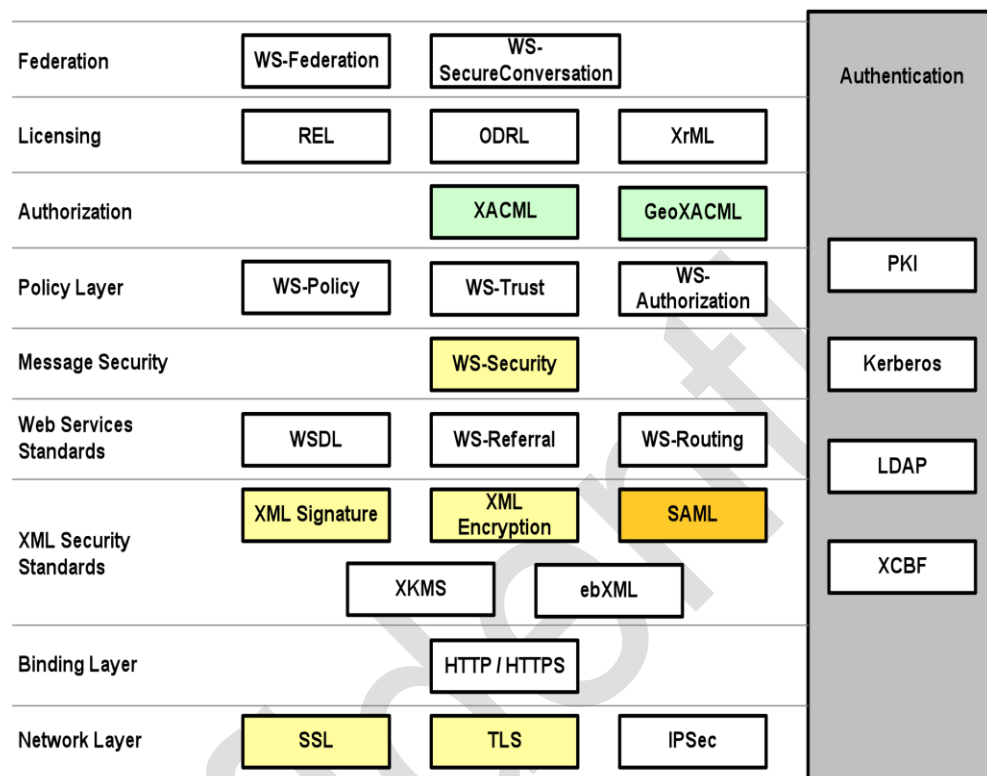 Federation
WS-Federation
WS-
SecureConversation
Authentication
Licensing
REL
ODRL
XrML
Authorization
XACML
GeoXACML
Policy Layer
WS-Policy
WS-Trust
WS-
Authorization
PKI
Message Security
WS-Security
Kerberos
Web Services
Standards
WSDL
WS-Referral
WS-Routing
LDAP
XML Security
Standards
XML Signature
XML
Encryption
SAML
XKMS
ebXML
XCBF
Binding Layer
HTTP / HTTPS
Network Layer
SSL
TLS
IPSec